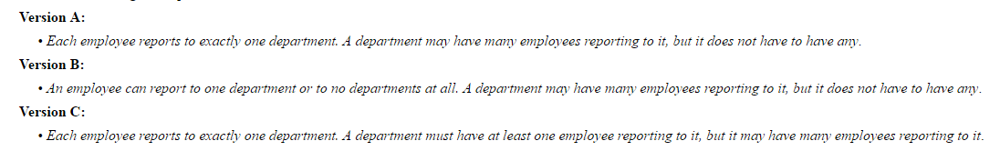 Version A:
• Each employee reports to exactly one department. A department may have many employees reporting to it, but it does not have to have any.
Version B:
• An employee can report to one department or to no departments at all. A department may have many employees reporting to it, but it does not have to have any.
Version C:
• Each employee reports to exactly one department. A department must have at least one employee reporting to it, but it may have many employees reporting to it.